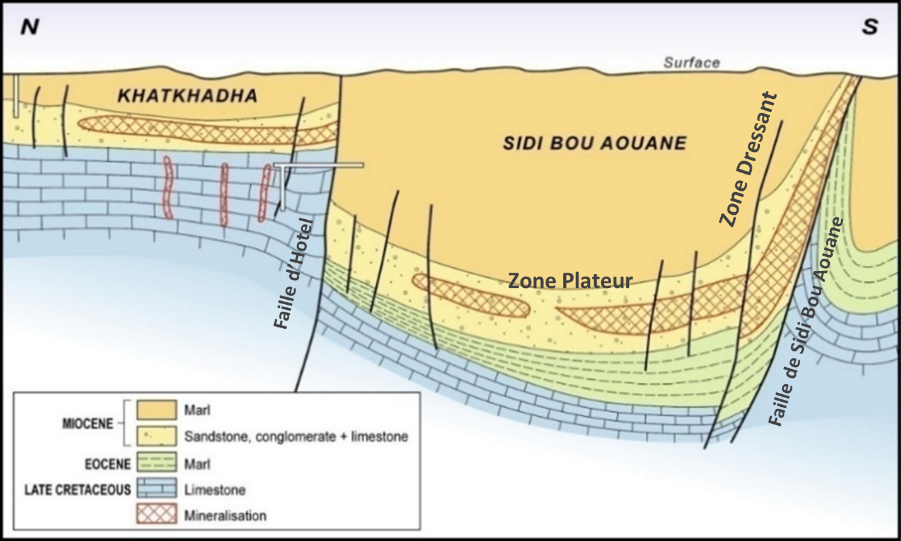 N
S
Surface
KHATKHADHA
SIDI BOU AOUANE
Zone Dressant
Zone Plateur
Faille d'Hotel
Faille de Sidi Bou Aouane
MIOCENE
Marl
Sandstone, conglomerate + limestone
EOCENE
Marl
LATE CRETACEOUS
Limestone
Mineralisation